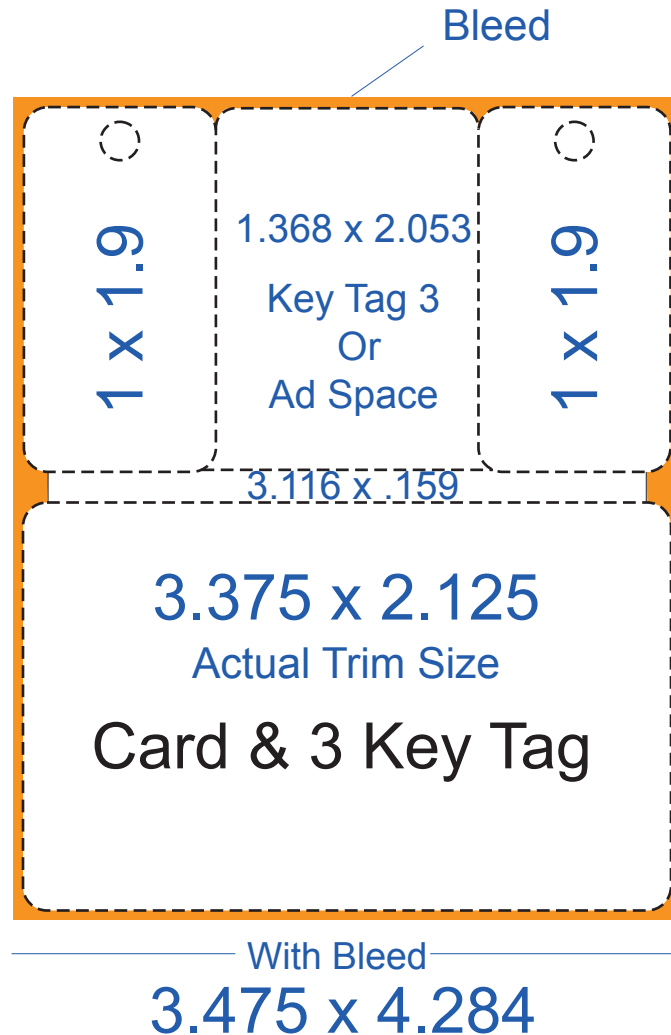 Bleed
1 x 1.9
1.368 x 2.053
Key Tag 3
Or
Ad Space
1 x 1.9
3.116 x .159
3.375 x 2.125
Actual Trim Size
Card & 3 Key Tag
With Bleed
3.475 x 4.284